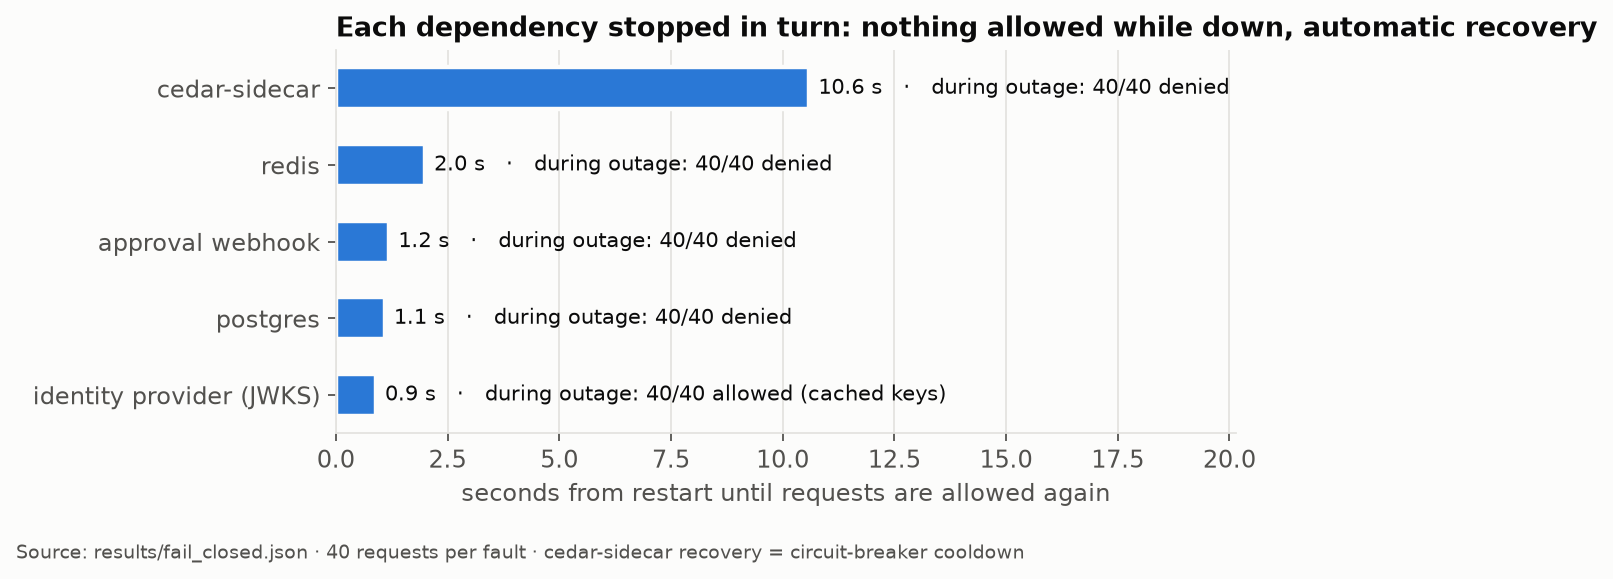 Each dependency stopped in turn: nothing allowed while down, automatic recovery
cedar-sidecar 10.6 s · during outage: 40/40 denied
redis 2.0 s · during outage: 40/40 denied
approval webhook 1.2 s · during outage: 40/40 denied
postgres 1.1 s · during outage: 40/40 denied
identity provider (JWKS) 0.9 s · during outage: 40/40 allowed (cached keys)
0.0 2.5 5.0 7.5 10.0 12.5 15.0 17.5 20.0
seconds from restart until requests are allowed again
Source: results/fail_closed.json · 40 requests per fault · cedar-sidecar recovery = circuit-breaker cooldown